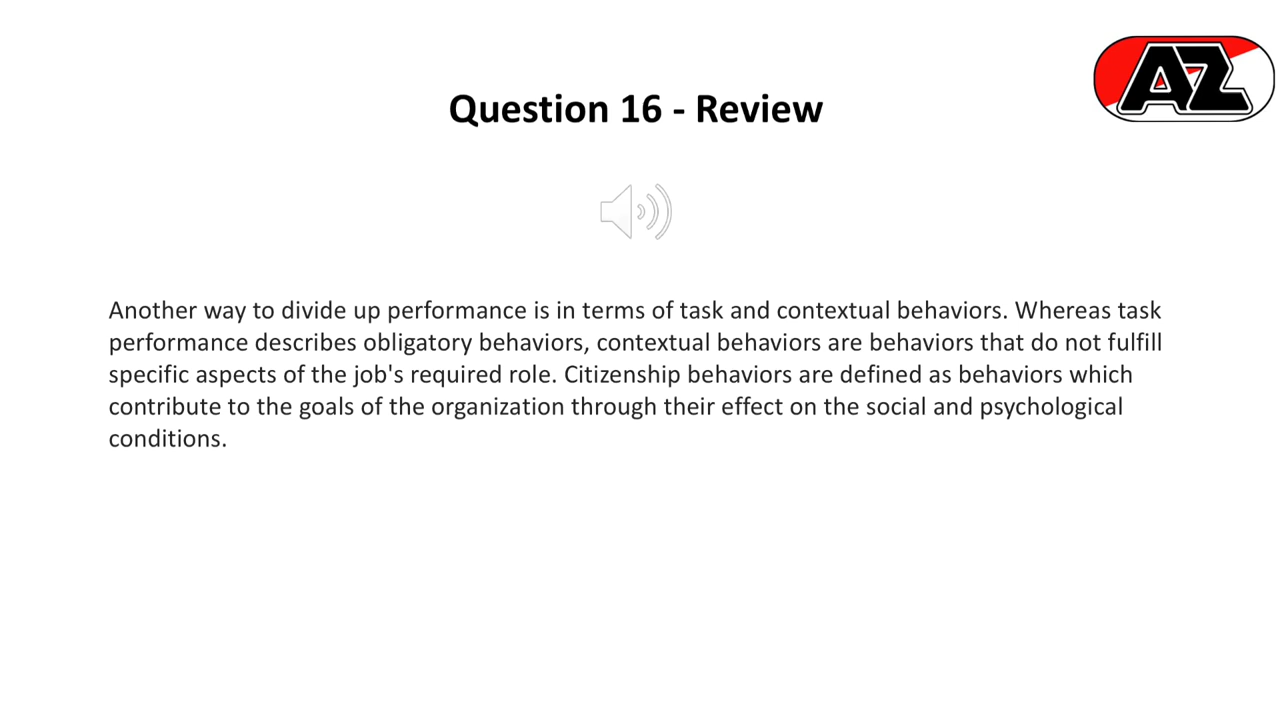 AZ
Question 16 - Review
Another way to divide up performance is in terms of task and contextual behaviors. Whereas task
performance describes obligatory behaviors, contextual behaviors are behaviors that do not fulfill
specific aspects of the job's required role. Citizenship behaviors are defined as behaviors which
contribute to the goals of the organization through their effect on the social and psychological
conditions.